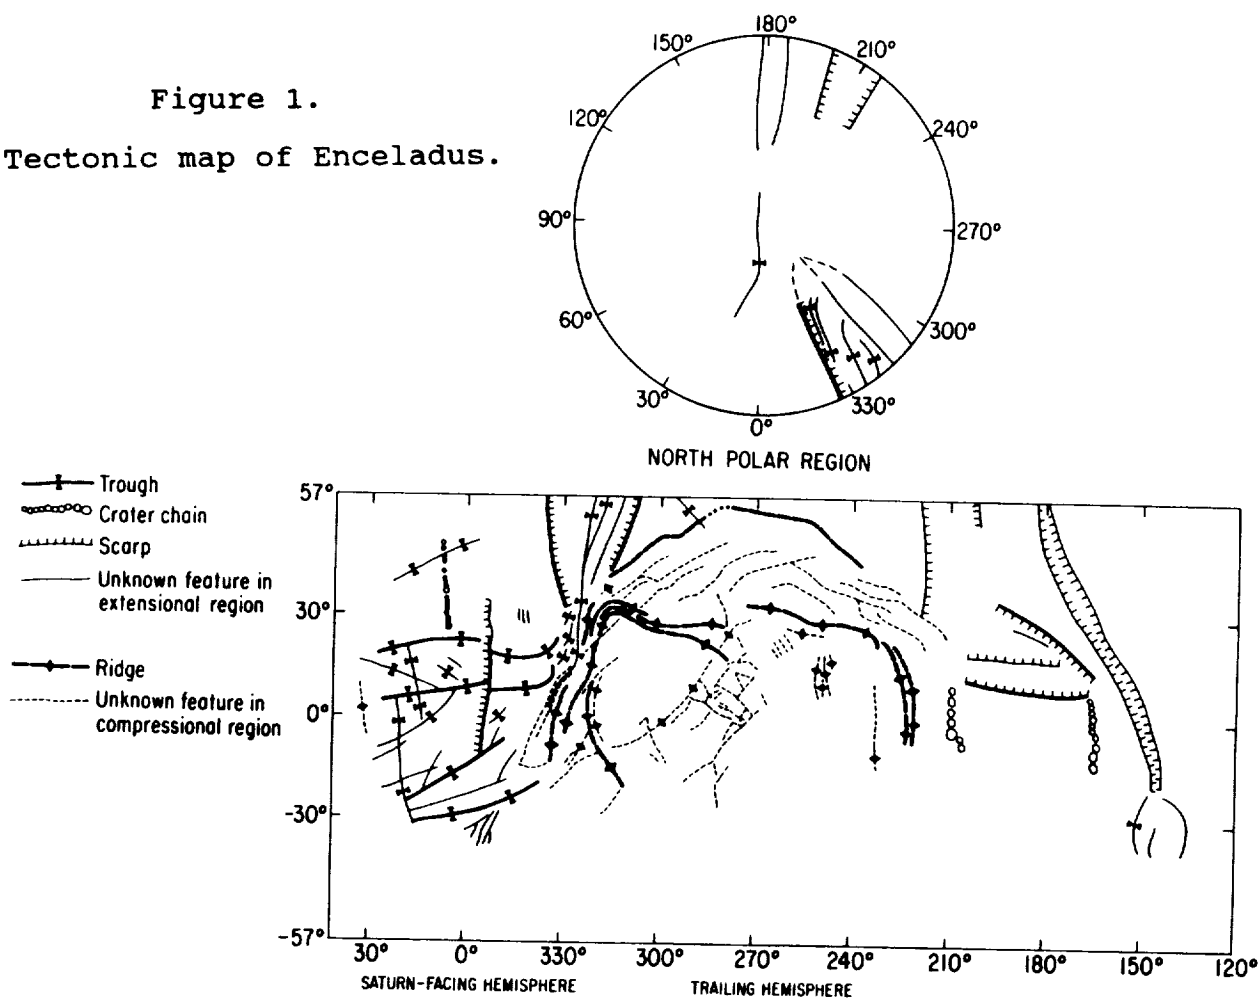 Figure 1.
Tectonic map of Enceladus.
180°
150°
210°
120°
240°
90°
270°
60°
300°
30°
330°
0°
NORTH POLAR REGION
Trough
Crater chain
Scarp
Unknown feature in
extensional region
Ridge
Unknown feature in
compressional region
57°
30°
0°
-30°
-57°
30° 0° 330° 300° 270° 240° 210° 180° 150° 120°
SATURN-FACING HEMISPHERE TRAILING HEMISPHERE